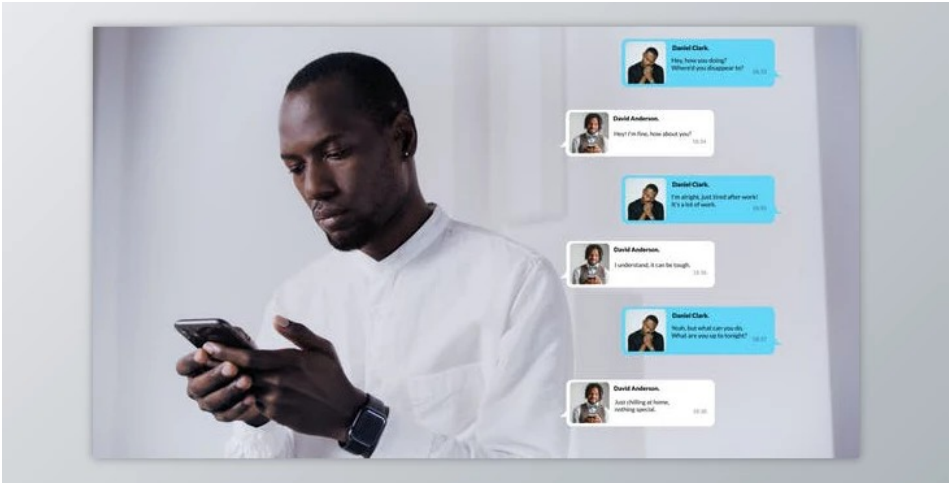 Daniel Clark.
Hey, how you doing?
Where'd you disappear to?
David Anderson.
Hey! I'm fine, how about you?
Daniel Clark.
I'm alright, just tired after work!
It's a lot of work.
David Anderson.
I understand, it can be tough.
Daniel Clark.
Yeah, but what can you do.
What are you up to tonight?
David Anderson.
Just chilling at home,
nothing special.